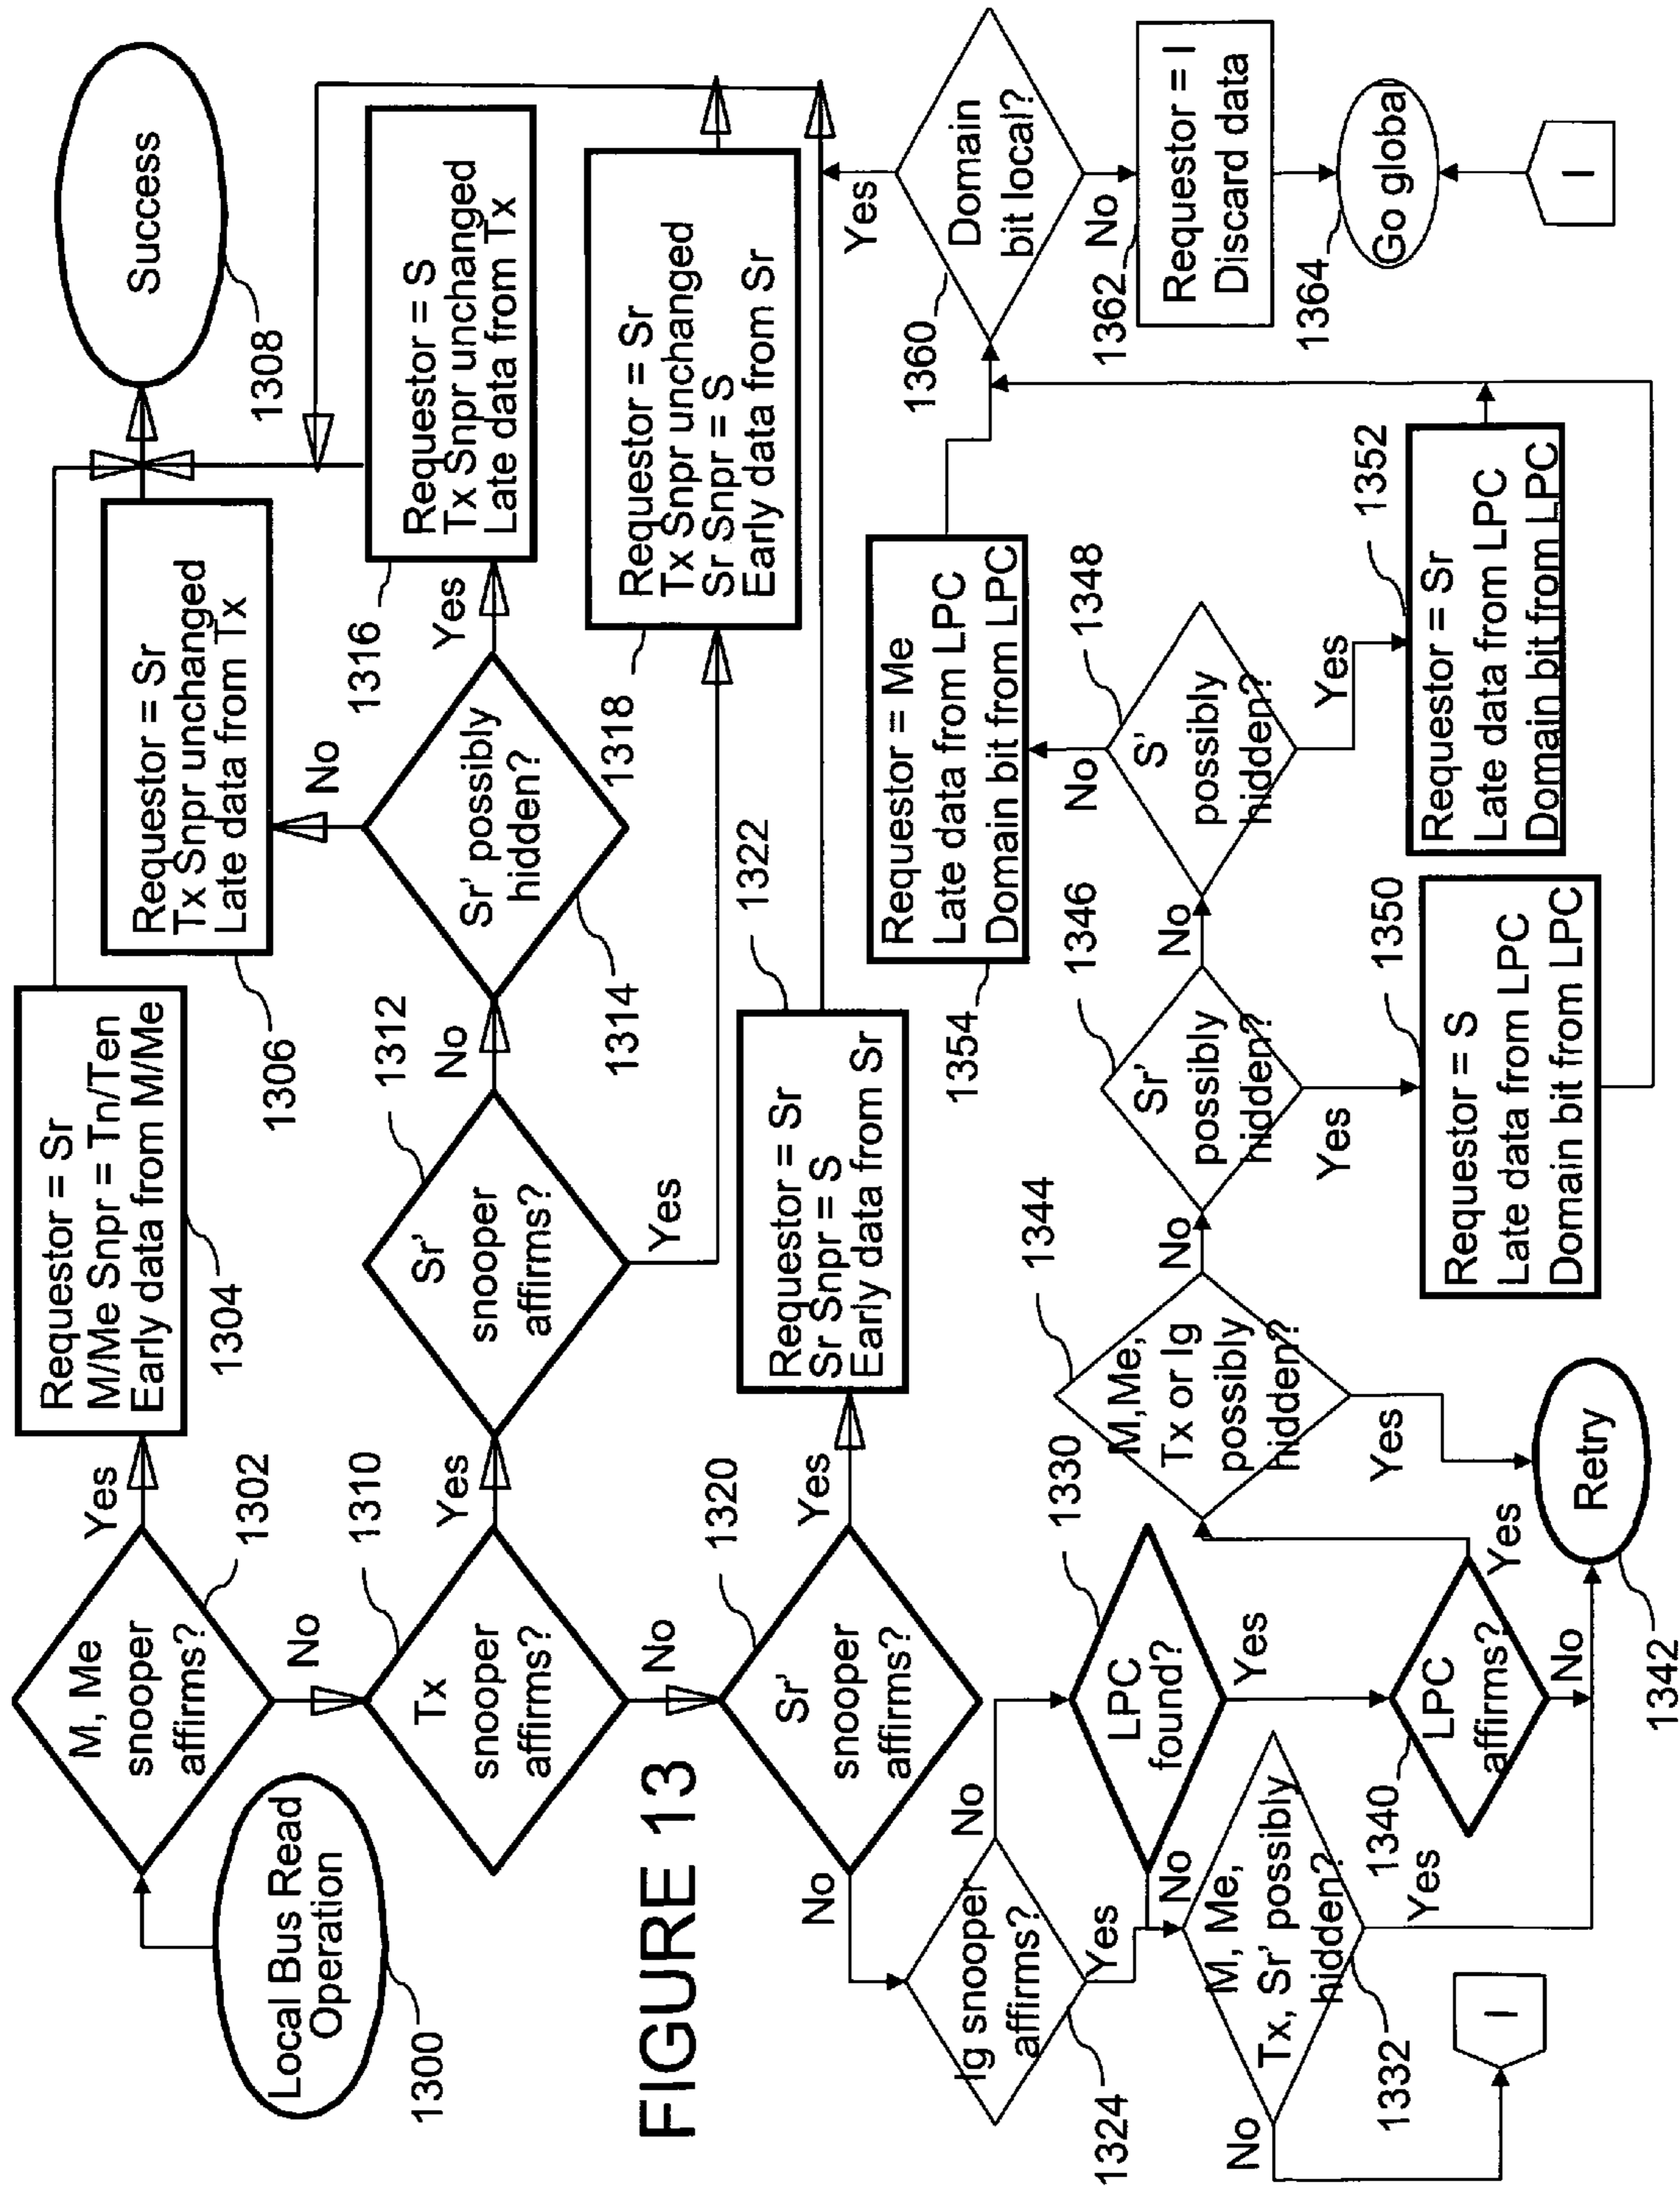 Local Bus Read
Operation
1300
M, Me
snooper
affirms?
1302
Yes
No
Requestor = Sr
M/Me Snpr = Tn/Ten
Early data from M/Me
1304
Requestor = Sr
Tx Snpr unchanged
Late data from Tx
1306
Success
1308
Tx
snooper
affirms?
1310
Yes
No
Sr'
snooper
affirms?
1312
No
Yes
Sr' possibly
hidden?
1314
No
Yes
Requestor = S
Tx Snpr unchanged
Late data from Tx
1316
Requestor = Sr
Tx Snpr unchanged
Sr Snpr = S
Early data from Sr
1318
FIGURE 13
Sr'
snooper
affirms?
1320
Yes
No
Requestor = Sr
Sr Snpr = S
Early data from Sr
1322
Ig snooper
affirms?
1324
No
Yes
LPC
found?
1330
No
Yes
M, Me,
Tx, Sr' possibly
hidden?
1332
No
Yes
I
LPC
affirms?
1340
Yes
No
Retry
1342
M,Me,
Tx or Ig
possibly
hidden?
1344
No
Yes
Sr'
possibly
hidden?
1346
No
Yes
S'
possibly
hidden?
1348
No
Yes
Requestor = S
Late data from LPC
Domain bit from LPC
1350
Requestor = Sr
Late data from LPC
Domain bit from LPC
1352
Requestor = Me
Late data from LPC
Domain bit from LPC
1354
Domain
bit local?
1360
Yes
No
Requestor = I
Discard data
1362
Go global
1364
I